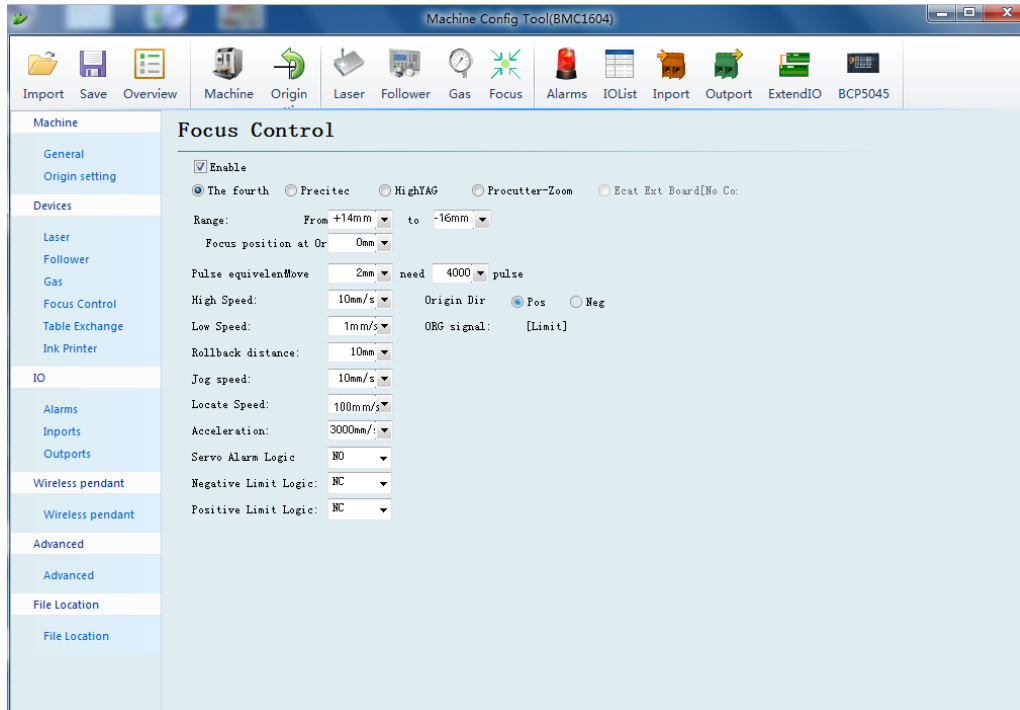 Machine Config Tool(BMC1604)
Import Save Overview Machine Origin Laser Follower Gas Focus Alarms IOList Inport Outport ExtendIO BCP5045
Machine
General
Origin setting
Devices
Laser
Follower
Gas
Focus Control
Table Exchange
Ink Printer
IO
Alarms
Inports
Outports
Wireless pendant
Wireless pendant
Advanced
Advanced
File Location
File Location
Focus Control
Enable
The fourth Precitec HighYAG Procutter-Zoom Ecat Ext Board[No Co:
Range: From +14mm to -16mm
Focus position at Or 0mm
Pulse equivelenMove 2mm need 4000 pulse
High Speed: 10mm/s Origin Dir Pos Neg
Low Speed: 1mm/s ORG signal: [Limit]
Rollback distance: 10mm
Jog speed: 10mm/s
Locate Speed: 100mm/s
Acceleration: 3000mm/
Servo Alarm Logic NO
Negative Limit Logic: NC
Positive Limit Logic: NC